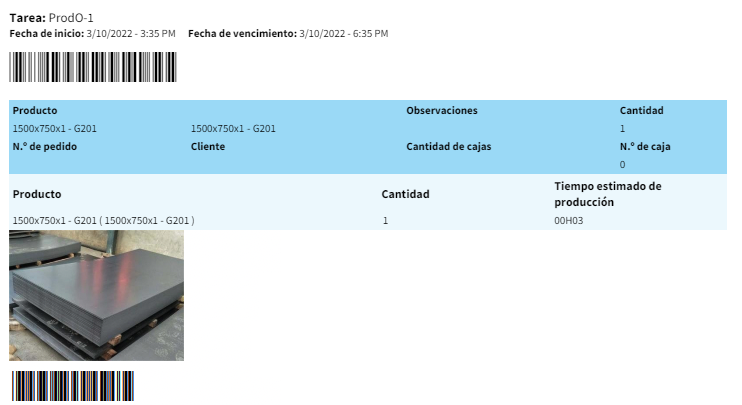 Tarea: ProdO-1
Fecha de inicio: 3/10/2022 - 3:35 PM Fecha de vencimiento: 3/10/2022 - 6:35 PM
Producto Observaciones Cantidad
1500x750x1 - G201 1500x750x1 - G201 1
N.º de pedido Cliente Cantidad de cajas N.º de caja
0
Producto Cantidad Tiempo estimado de producción
1500x750x1 - G201 ( 1500x750x1 - G201 ) 1 00H03